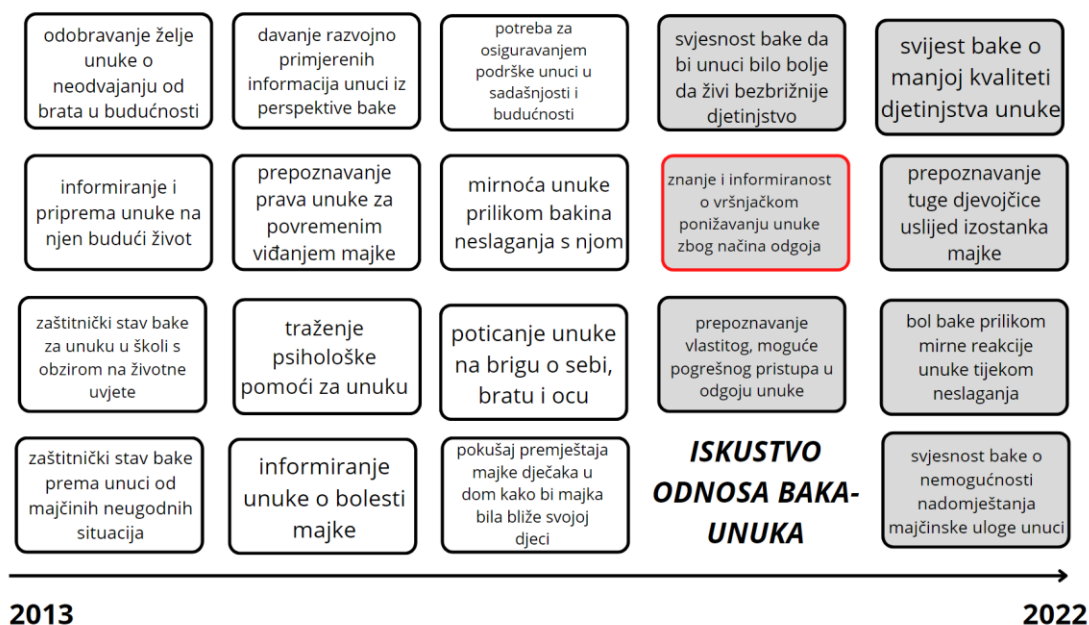 odobravanje želje
unuke o
neodvajanju od
brata u budućnosti
davanje razvojno
primjerenih
informacija unuci iz
perspektive bake
potreba za
osiguravanjem
podrške unuci u
sadašnjosti i
budućnosti
svjesnost bake da
bi unuci bilo bolje
da živi bezbrižnije
djetinjstvo
svijest bake o
manjoj kvaliteti
djetinjstva unuke
informiranje i
priprema unuke na
njen budući život
prepoznavanje
prava unuke za
povremenim
viđanjem majke
mirnoća unuke
prilikom bakina
neslaganja s njom
znanje i informiranost
o vršnjačkom
ponižavanju unuke
zbog načina odgoja
prepoznavanje
tuge djevojčice
uslijed izostanka
majke
zaštitnički stav bake
za unuku u školi s
obzirom na životne
uvjete
traženje
psihološke
pomoći za unuku
poticanje unuke
na brigu o sebi,
bratu i ocu
prepoznavanje
vlastitog, moguće
pogrešnog pristupa u
odgoju unuke
bol bake prilikom
mirne reakcije
unuke tijekom
neslaganja
zaštitnički stav bake
prema unuci od
majčinih neugodnih
situacija
informiranje
unuke o bolesti
majke
pokušaj premještaja
majke dječaka u
dom kako bi majka
bila bliže svojoj
djeci
ISKUSTVO
ODNOSA BAKA-
UNUKA
svjesnost bake o
nemogućnosti
nadomještanja
majčinske uloge unuci
2013
2022